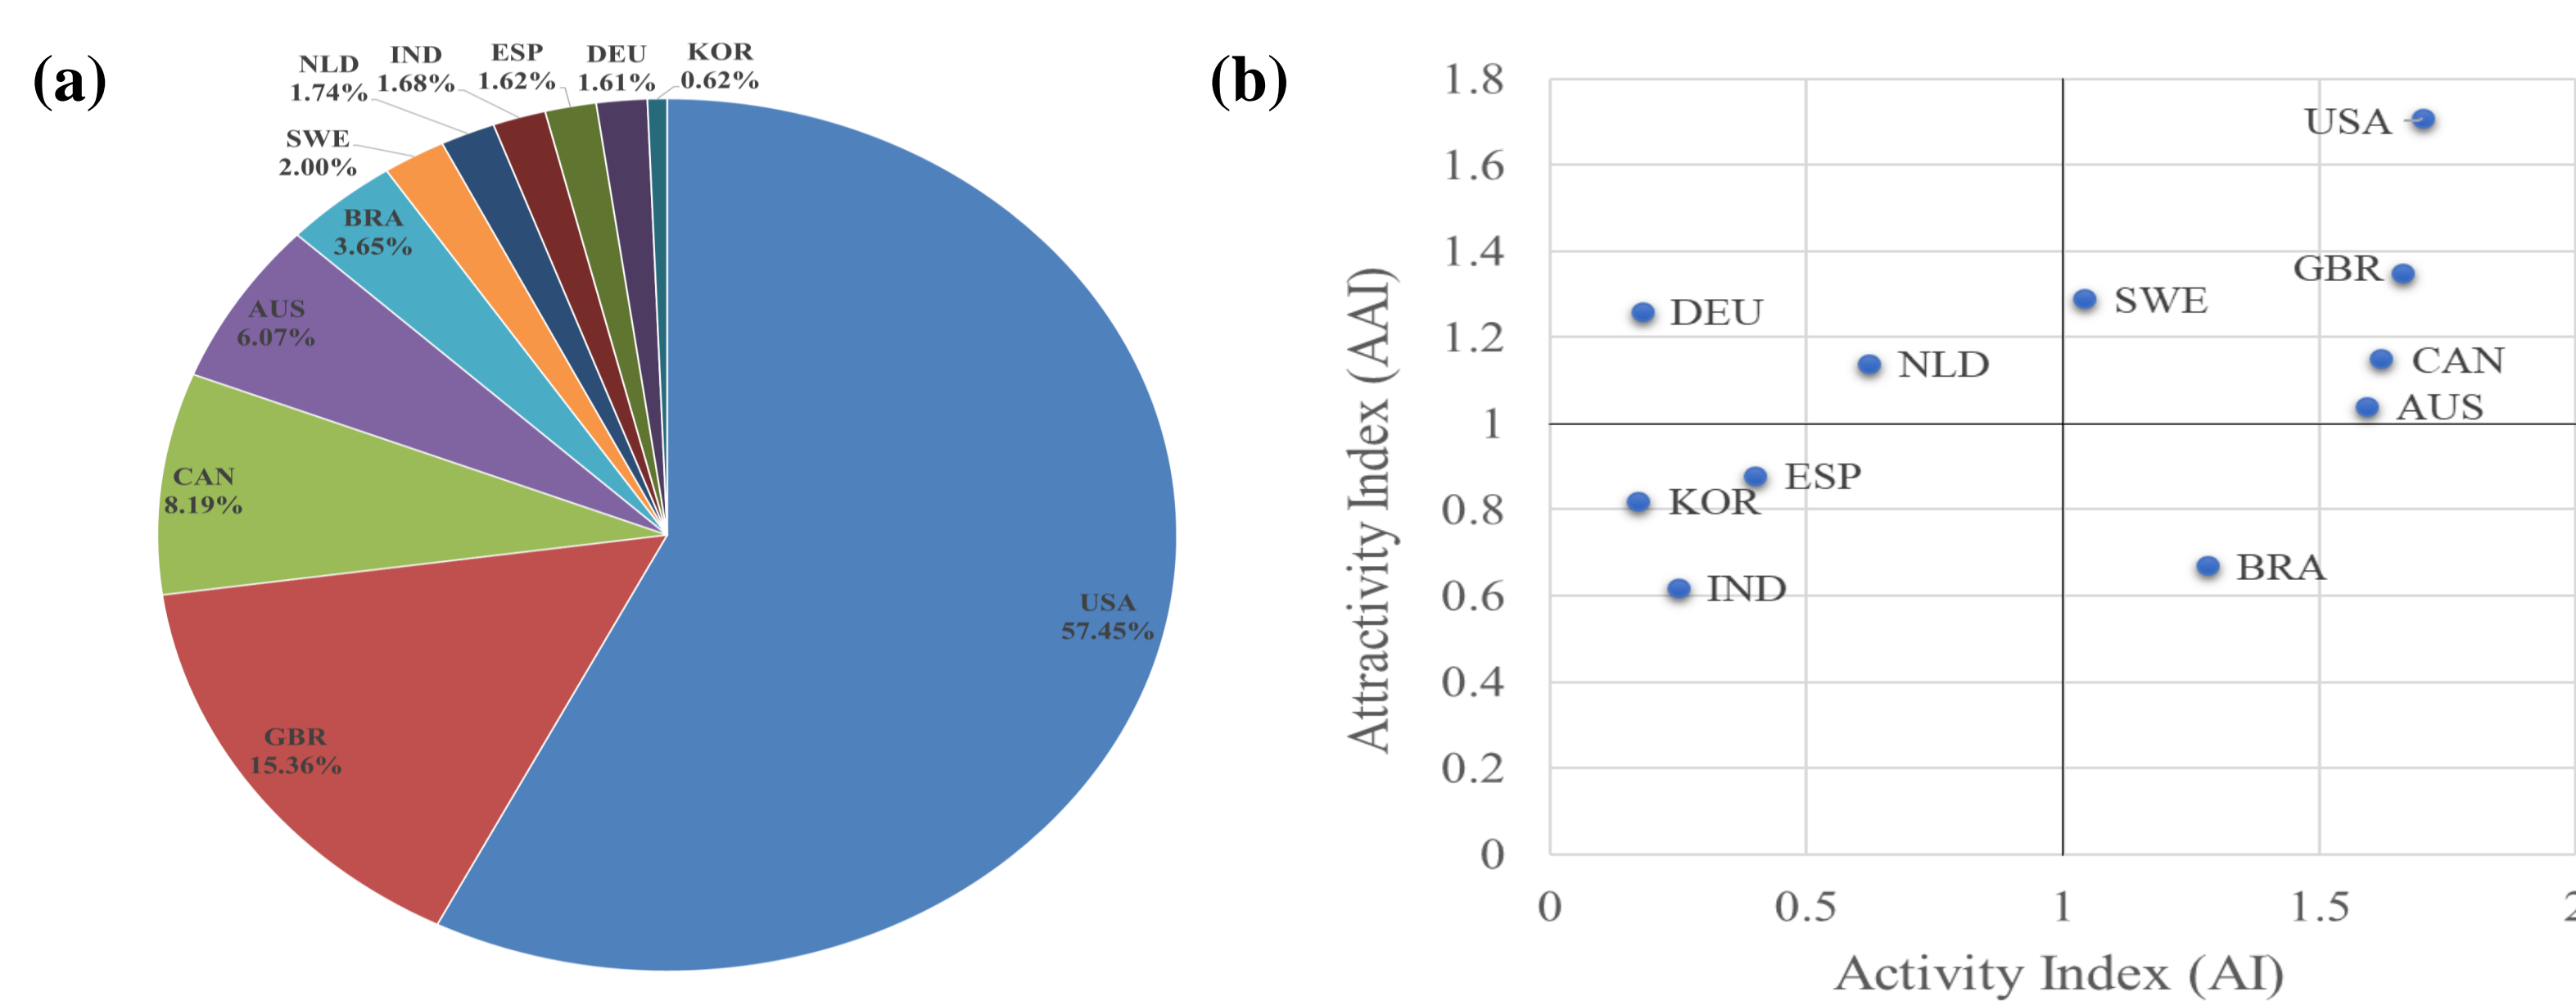 (a)
NLD
1.74%
IND
1.68%
ESP
1.62%
DEU
1.61%
KOR
0.62%
SWE
2.00%
BRA
3.65%
AUS
6.07%
CAN
8.19%
GBR
15.36%
USA
57.45%
(b)
Attractivity Index (AAI)
1.8
1.6
1.4
1.2
1
0.8
0.6
0.4
0.2
0
USA
GBR
SWE
DEU
CAN
NLD
AUS
ESP
KOR
BRA
IND
0
0.5
1
1.5
2
Activity Index (AI)